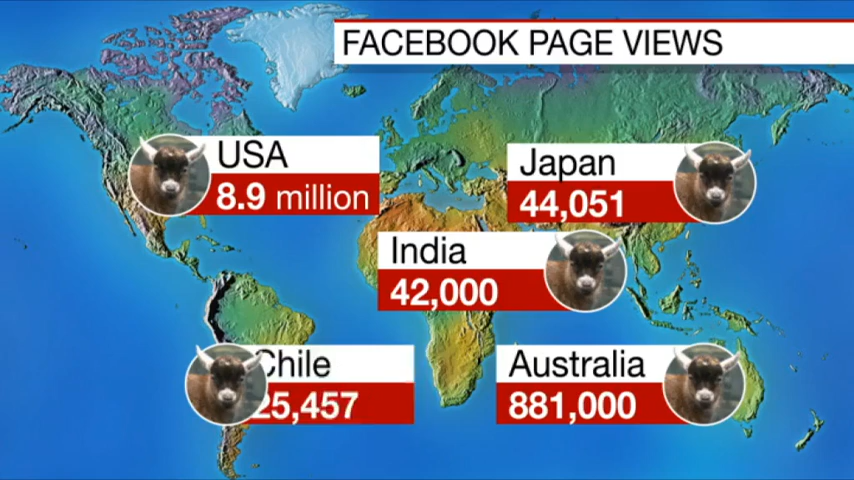 FACEBOOK PAGE VIEWS
USA
8.9 million
Japan
44,051
India
42,000
Chile
25,457
Australia
881,000